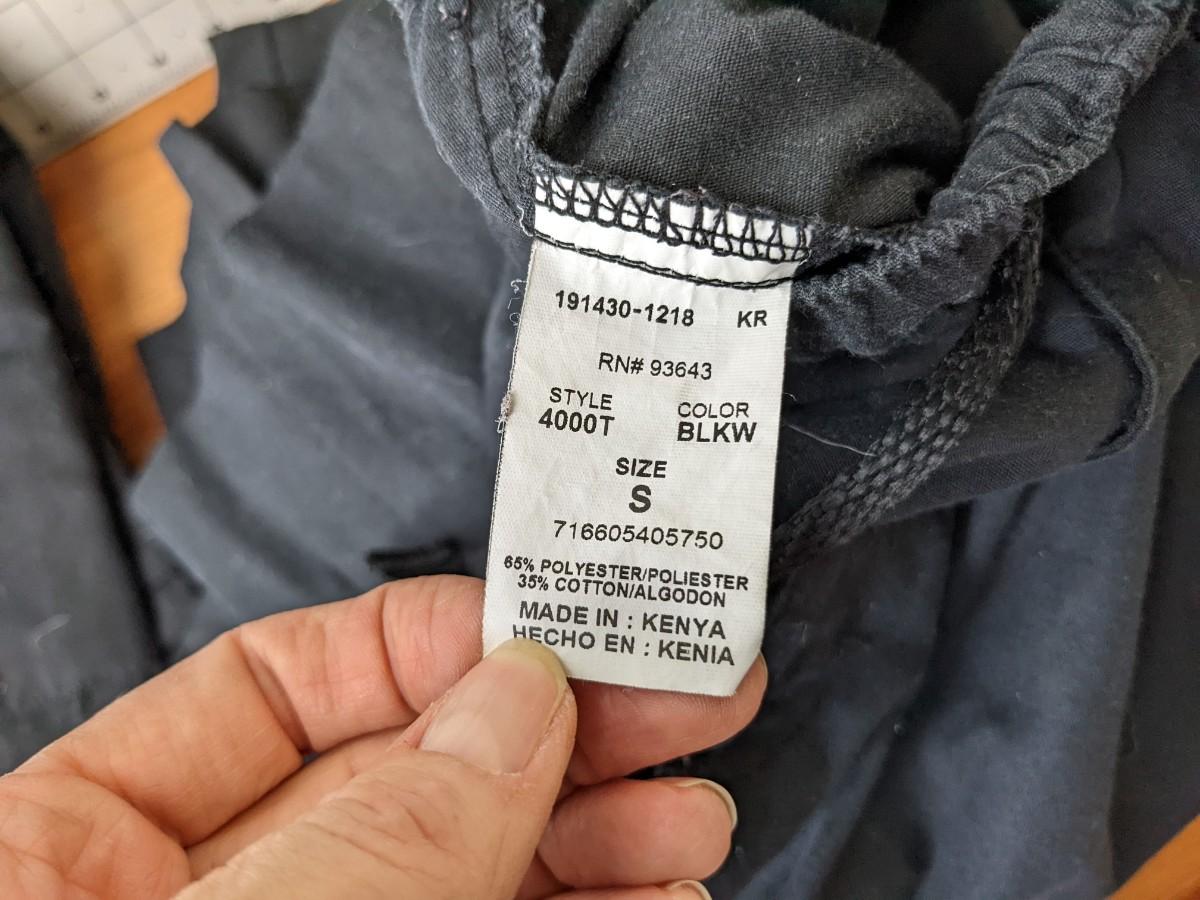 191430-1218 KR
RN# 93643
STYLE COLOR
4000T BLKW
SIZE
S
716605405750
65% POLYESTER/POLIESTER
35% COTTON/ALGODON
MADE IN : KENYA
HECHO EN : KENIA